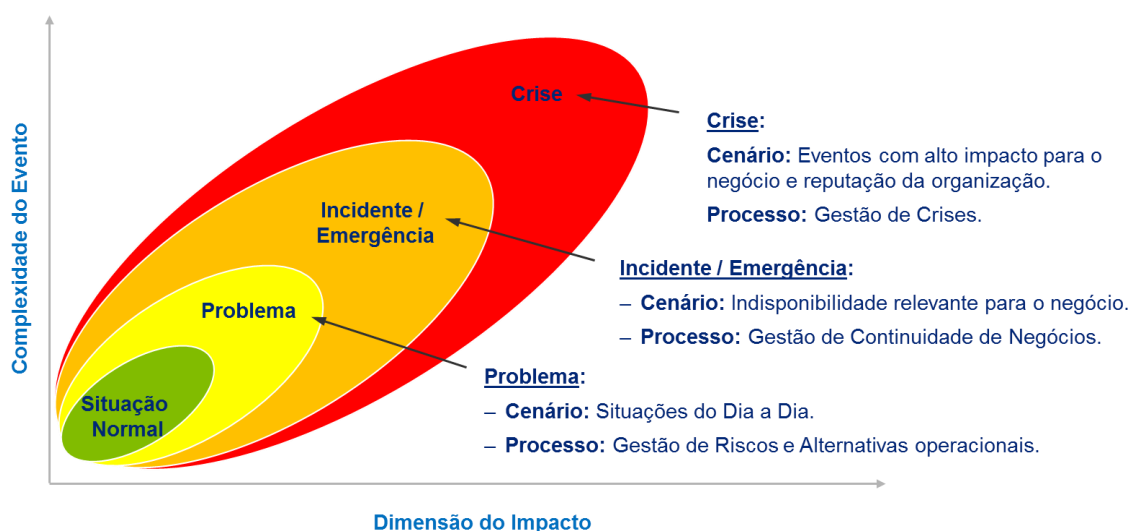 Complexidade do Evento
Crise
Incidente /
Emergência
Problema
Situação
Normal
Crise:
Cenário: Eventos com alto impacto para o
negócio e reputação da organização.
Processo: Gestão de Crises.
Incidente / Emergência:
– Cenário: Indisponibilidade relevante para o negócio.
– Processo: Gestão de Continuidade de Negócios.
Problema:
– Cenário: Situações do Dia a Dia.
– Processo: Gestão de Riscos e Alternativas operacionais.
Dimensão do Impacto